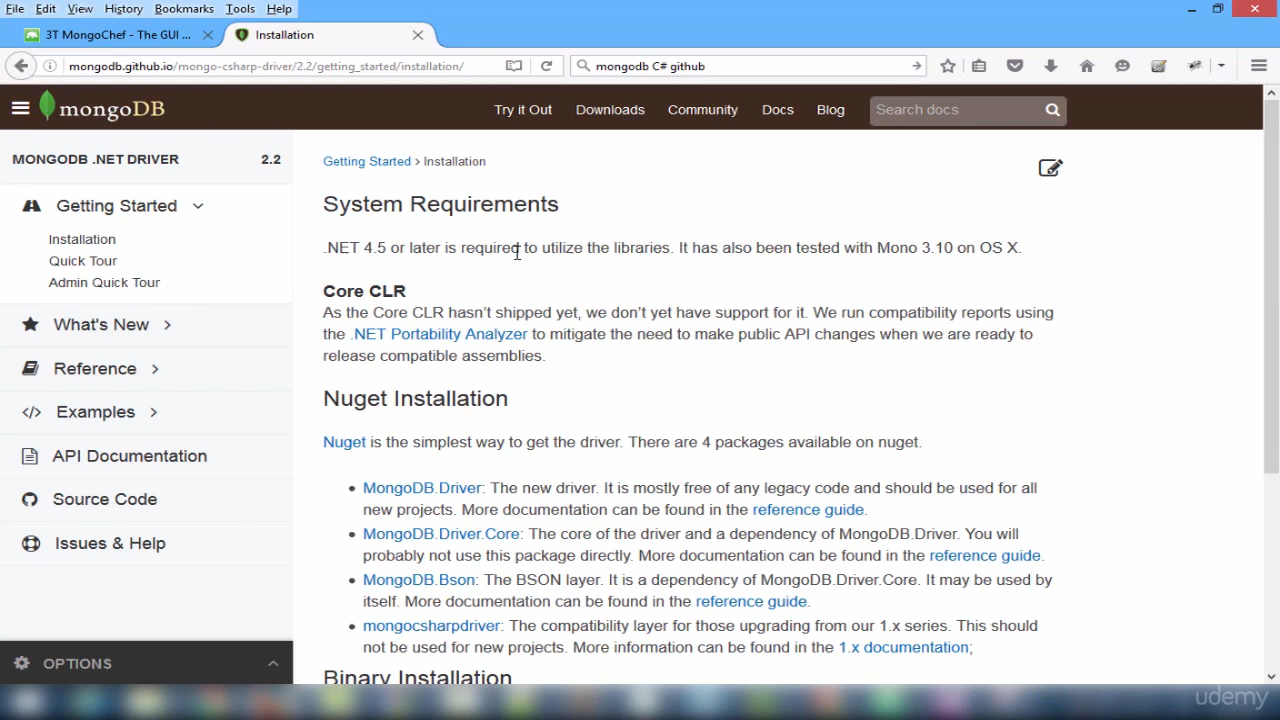 File Edit View History Bookmarks Tools Help
3T MongoChef - The GUI ...
Installation
mongodb.github.io/mongo-csharp-driver/2.2/getting_started/installation/
mongodb C# github
mongoDB
Try it Out Downloads Community Docs Blog
Search docs
MONGODB .NET DRIVER 2.2
Getting Started
Installation
Quick Tour
Admin Quick Tour
What's New
Reference
Examples
API Documentation
Source Code
Issues & Help
OPTIONS
Getting Started > Installation
System Requirements
.NET 4.5 or later is required to utilize the libraries. It has also been tested with Mono 3.10 on OS X.
Core CLR
As the Core CLR hasn't shipped yet, we don't yet have support for it. We run compatibility reports using
the .NET Portability Analyzer to mitigate the need to make public API changes when we are ready to
release compatible assemblies.
Nuget Installation
Nuget is the simplest way to get the driver. There are 4 packages available on nuget.
• MongoDB.Driver: The new driver. It is mostly free of any legacy code and should be used for all
new projects. More documentation can be found in the reference guide.
• MongoDB.Driver.Core: The core of the driver and a dependency of MongoDB.Driver. You will
probably not use this package directly. More documentation can be found in the reference guide.
• MongoDB.Bson: The BSON layer. It is a dependency of MongoDB.Driver.Core. It may be used by
itself. More documentation can be found in the reference guide.
• mongocsharpdriver: The compatibility layer for those upgrading from our 1.x series. This should
not be used for new projects. More information can be found in the 1.x documentation;
Binary Installation
udemy